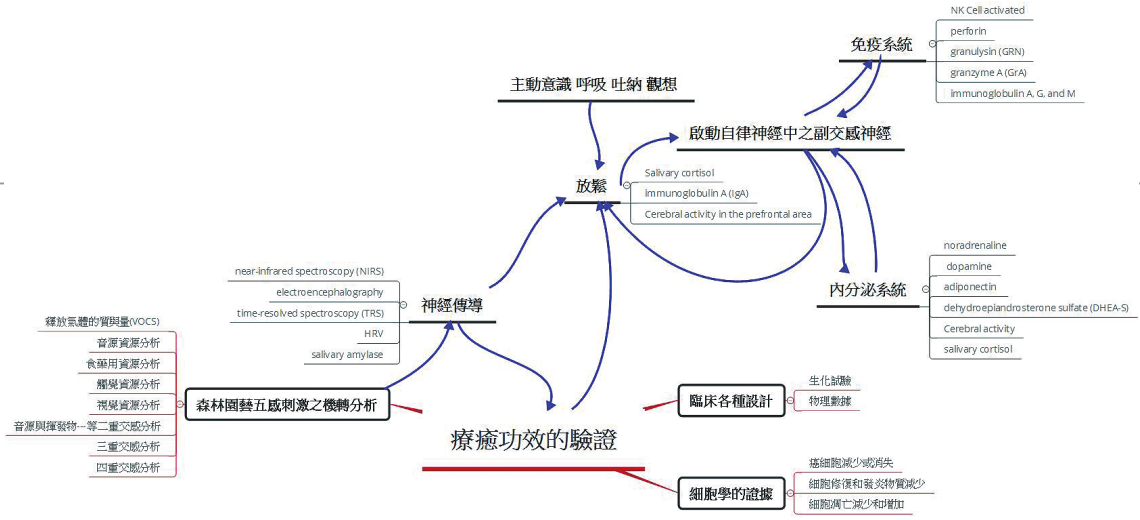 NK Cell activated
perforin
免疫系統
granulysin (GRN)
granzyme A (GrA)
immunoglobulin A, G, and M
主動意識 呼吸 吐納 觀想
啟動自律神經中之副交感神經
放鬆
Salivary cortisol
immunoglobulin A (IgA)
Cerebral activity in the prefrontal area
內分泌系統
noradrenaline
dopamine
adiponectin
dehydroepiandrosterone sulfate (DHEA-S)
Cerebral activity
salivary cortisol
near-infrared spectroscopy (NIRS)
electroencephalography
time-resolved spectroscopy (TRS)
HRV
salivary amylase
神經傳導
釋放氣體的質與量(VOCS)
音源資源分析
食藥用資源分析
觸覺資源分析
視覺資源分析
音源與揮發物---等二重交感分析
三重交感分析
四重交感分析
森林園藝五感刺激之機轉分析
療癒功效的驗證
臨床各種設計
生化試驗
物理數據
細胞學的證據
癌細胞減少或消失
細胞修復和發炎物質減少
細胞凋亡減少和增加